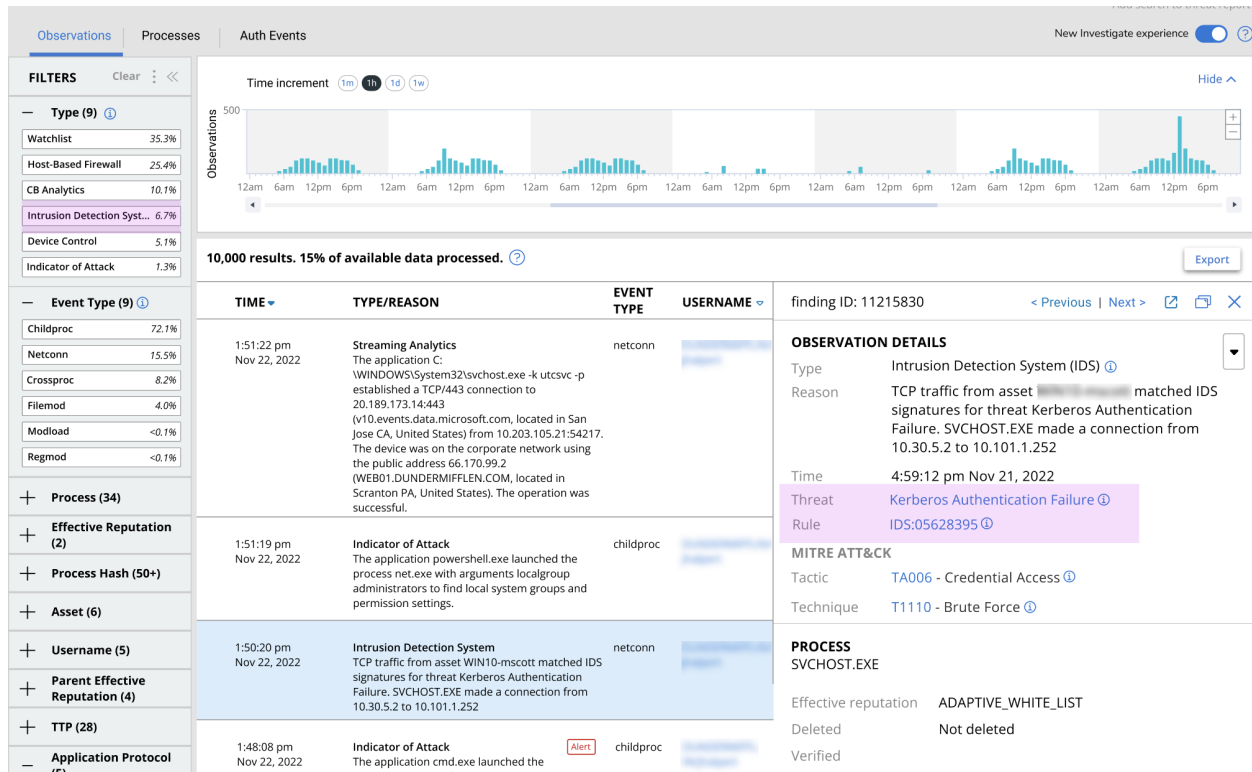 Add search to threat report
Observations
Processes
Auth Events
New Investigate experience
FILTERS
Clear
Type (9)
Watchlist 35.3%
Host-Based Firewall 25.4%
CB Analytics 10.1%
Intrusion Detection Syst... 6.7%
Device Control 5.1%
Indicator of Attack 1.3%
Event Type (9)
Childproc 72.1%
Netconn 15.5%
Crossproc 8.2%
Filemod 4.0%
Modload <0.1%
Regmod <0.1%
Process (34)
Effective Reputation
(2)
Process Hash (50+)
Asset (6)
Username (5)
Parent Effective
Reputation (4)
TTP (28)
Application Protocol
Time increment 1m 1h 1d 1w
Hide
Observations
500
0
12am 6am 12pm 6pm 12am 6am 12pm 6pm 12am 6am 12pm 6pm 12am 6am 12pm 6pm 12am 6am 12pm 6pm 12am 6am 12pm 6pm 12am 6am 12pm 6pm
10,000 results. 15% of available data processed.
Export
TIME TYPE/REASON EVENT TYPE USERNAME
1:51:22 pm
Nov 22, 2022
Streaming Analytics
The application C:
\WINDOWS\System32\svchost.exe -k utcsvc -p
established a TCP/443 connection to
20.189.173.14:443
(v10.events.data.microsoft.com, located in San
Jose CA, United States) from 10.203.105.21:54217.
The device was on the corporate network using
the public address 66.170.99.2
(WEB01.DUNDERMIFFLEN.COM, located in
Scranton PA, United States). The operation was
successful.
netconn
1:51:19 pm
Nov 22, 2022
Indicator of Attack
The application powershell.exe launched the
process net.exe with arguments localgroup
administrators to find local system groups and
permission settings.
childproc
1:50:20 pm
Nov 22, 2022
Intrusion Detection System
TCP traffic from asset WIN10-mscott matched IDS
signatures for threat Kerberos Authentication
Failure. SVCHOST.EXE made a connection from
10.30.5.2 to 10.101.1.252
netconn
1:48:08 pm
Nov 22, 2022
Indicator of Attack
The application cmd.exe launched the
Alert
childproc
finding ID: 11215830
< Previous | Next >
OBSERVATION DETAILS
Type Intrusion Detection System (IDS)
Reason TCP traffic from asset matched IDS
signatures for threat Kerberos Authentication
Failure. SVCHOST.EXE made a connection from
10.30.5.2 to 10.101.1.252
Time 4:59:12 pm Nov 21, 2022
Threat Kerberos Authentication Failure
Rule IDS:05628395
MITRE ATT&CK
Tactic TA006 - Credential Access
Technique T1110 - Brute Force
PROCESS
SVCHOST.EXE
Effective reputation ADAPTIVE_WHITE_LIST
Deleted Not deleted
Verified